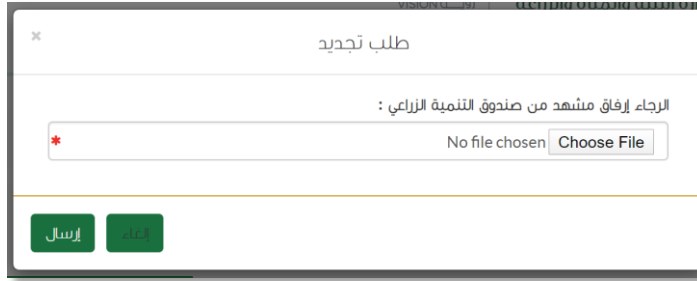 طلب تجديد
×
الرجاء إرفاق مشهد من صندوق التنمية الزراعي :
Choose File No file chosen *
إلغاء
إرسال